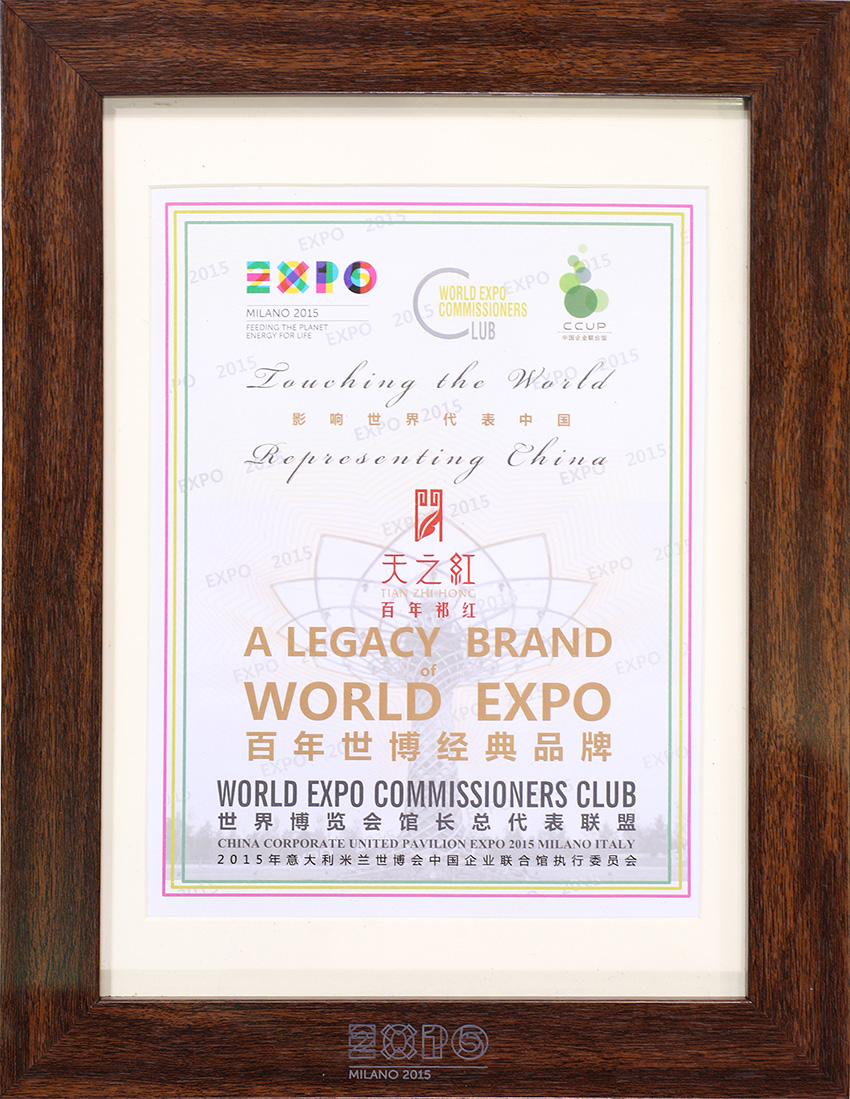 EXPO
MILANO 2015
FEEDING THE PLANET
ENERGY FOR LIFE
WORLD EXPO
COMMISSIONERS
CLUB
CCUP
中国企业联合馆
Touching the World
影响世界代表中国
Representing China
天之紅
TIAN ZHI HONG
百年祁红
A LEGACY BRAND
of
WORLD EXPO
百年世博经典品牌
WORLD EXPO COMMISSIONERS CLUB
世界博览会馆长总代表联盟
CHINA CORPORATE UNITED PAVILION EXPO 2015 MILANO ITALY
2015年意大利米兰世博会中国企业联合馆执行委员会
EXPO 2015
MILANO 2015